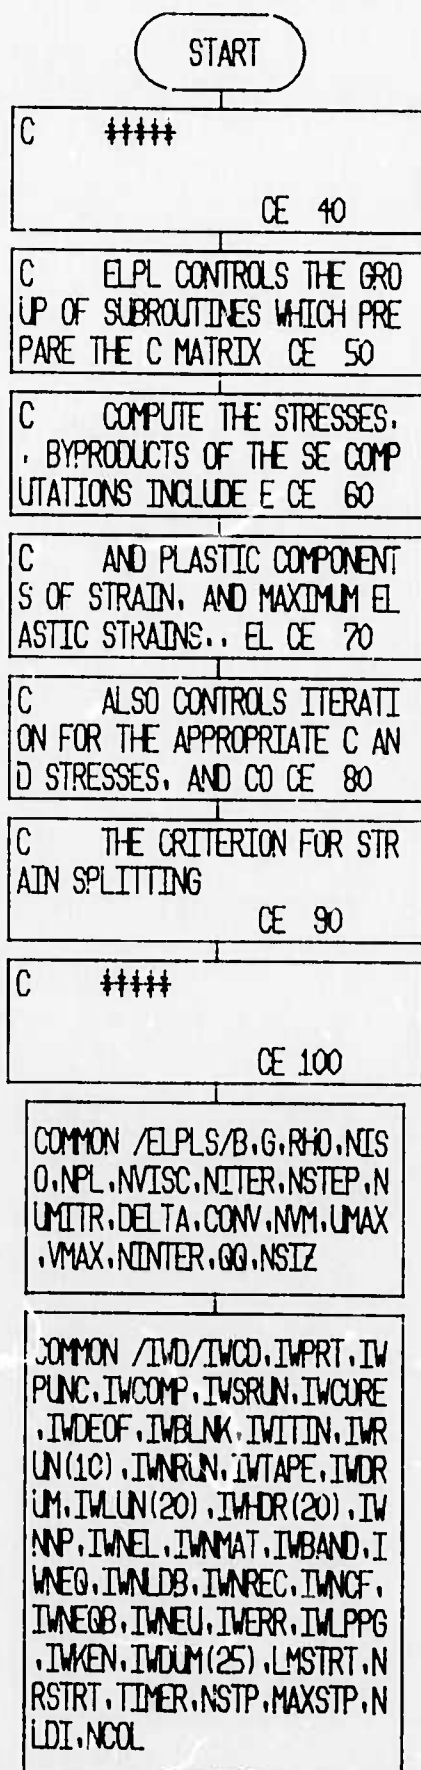 START
C *****
CE 40
C ELPL CONTROLS THE GRO
UP OF SUBROUTINES WHICH PRE
PARE THE C MATRIX CE 50
C COMPUTE THE STRESSES.
. BYPRODUCTS OF THE SE COMP
UTATIONS INCLUDE E CE 60
C AND PLASTIC COMPONENT
S OF STRAIN, AND MAXIMUM EL
ASTIC STRAINS.. EL CE 70
C ALSO CONTROLS ITERATI
ON FOR THE APPROPRIATE C AN
D STRESSES, AND CO CE 80
C THE CRITERION FOR STR
AIN SPLITTING
CE 90
C *****
CE 100
COMMON /ELPLS/B,G,RHO,NIS
O,NPL,NVISC,NITER,NSTEP,N
UMITR,DELTA,CONV,NVM,UMAX
,VMAX,NINTER,QQ,NSIZ
COMMON /IWD/IWCD,IWPRT,IW
PUNC,IWCOMP,IWSRUN,IWCURE
,IWDEOF,IWBLNK,IWITIN,IWR
UN(10),IWNRUN,IWTAPE,IWDR
UM,IWLUN(20),IWHDR(20),IW
NNP,IWNEL,IWNMAT,IWBAND,I
WNEQ,IWNLDB,IWNREC,IWNCF,
IWNEQB,IWNEU,IWERR,IWLPPG
,IWKEN,IWDUM(25),LMSTRT,N
RSTRT,TIMER,NSTP,MAXSTP,N
LDI,NCOL